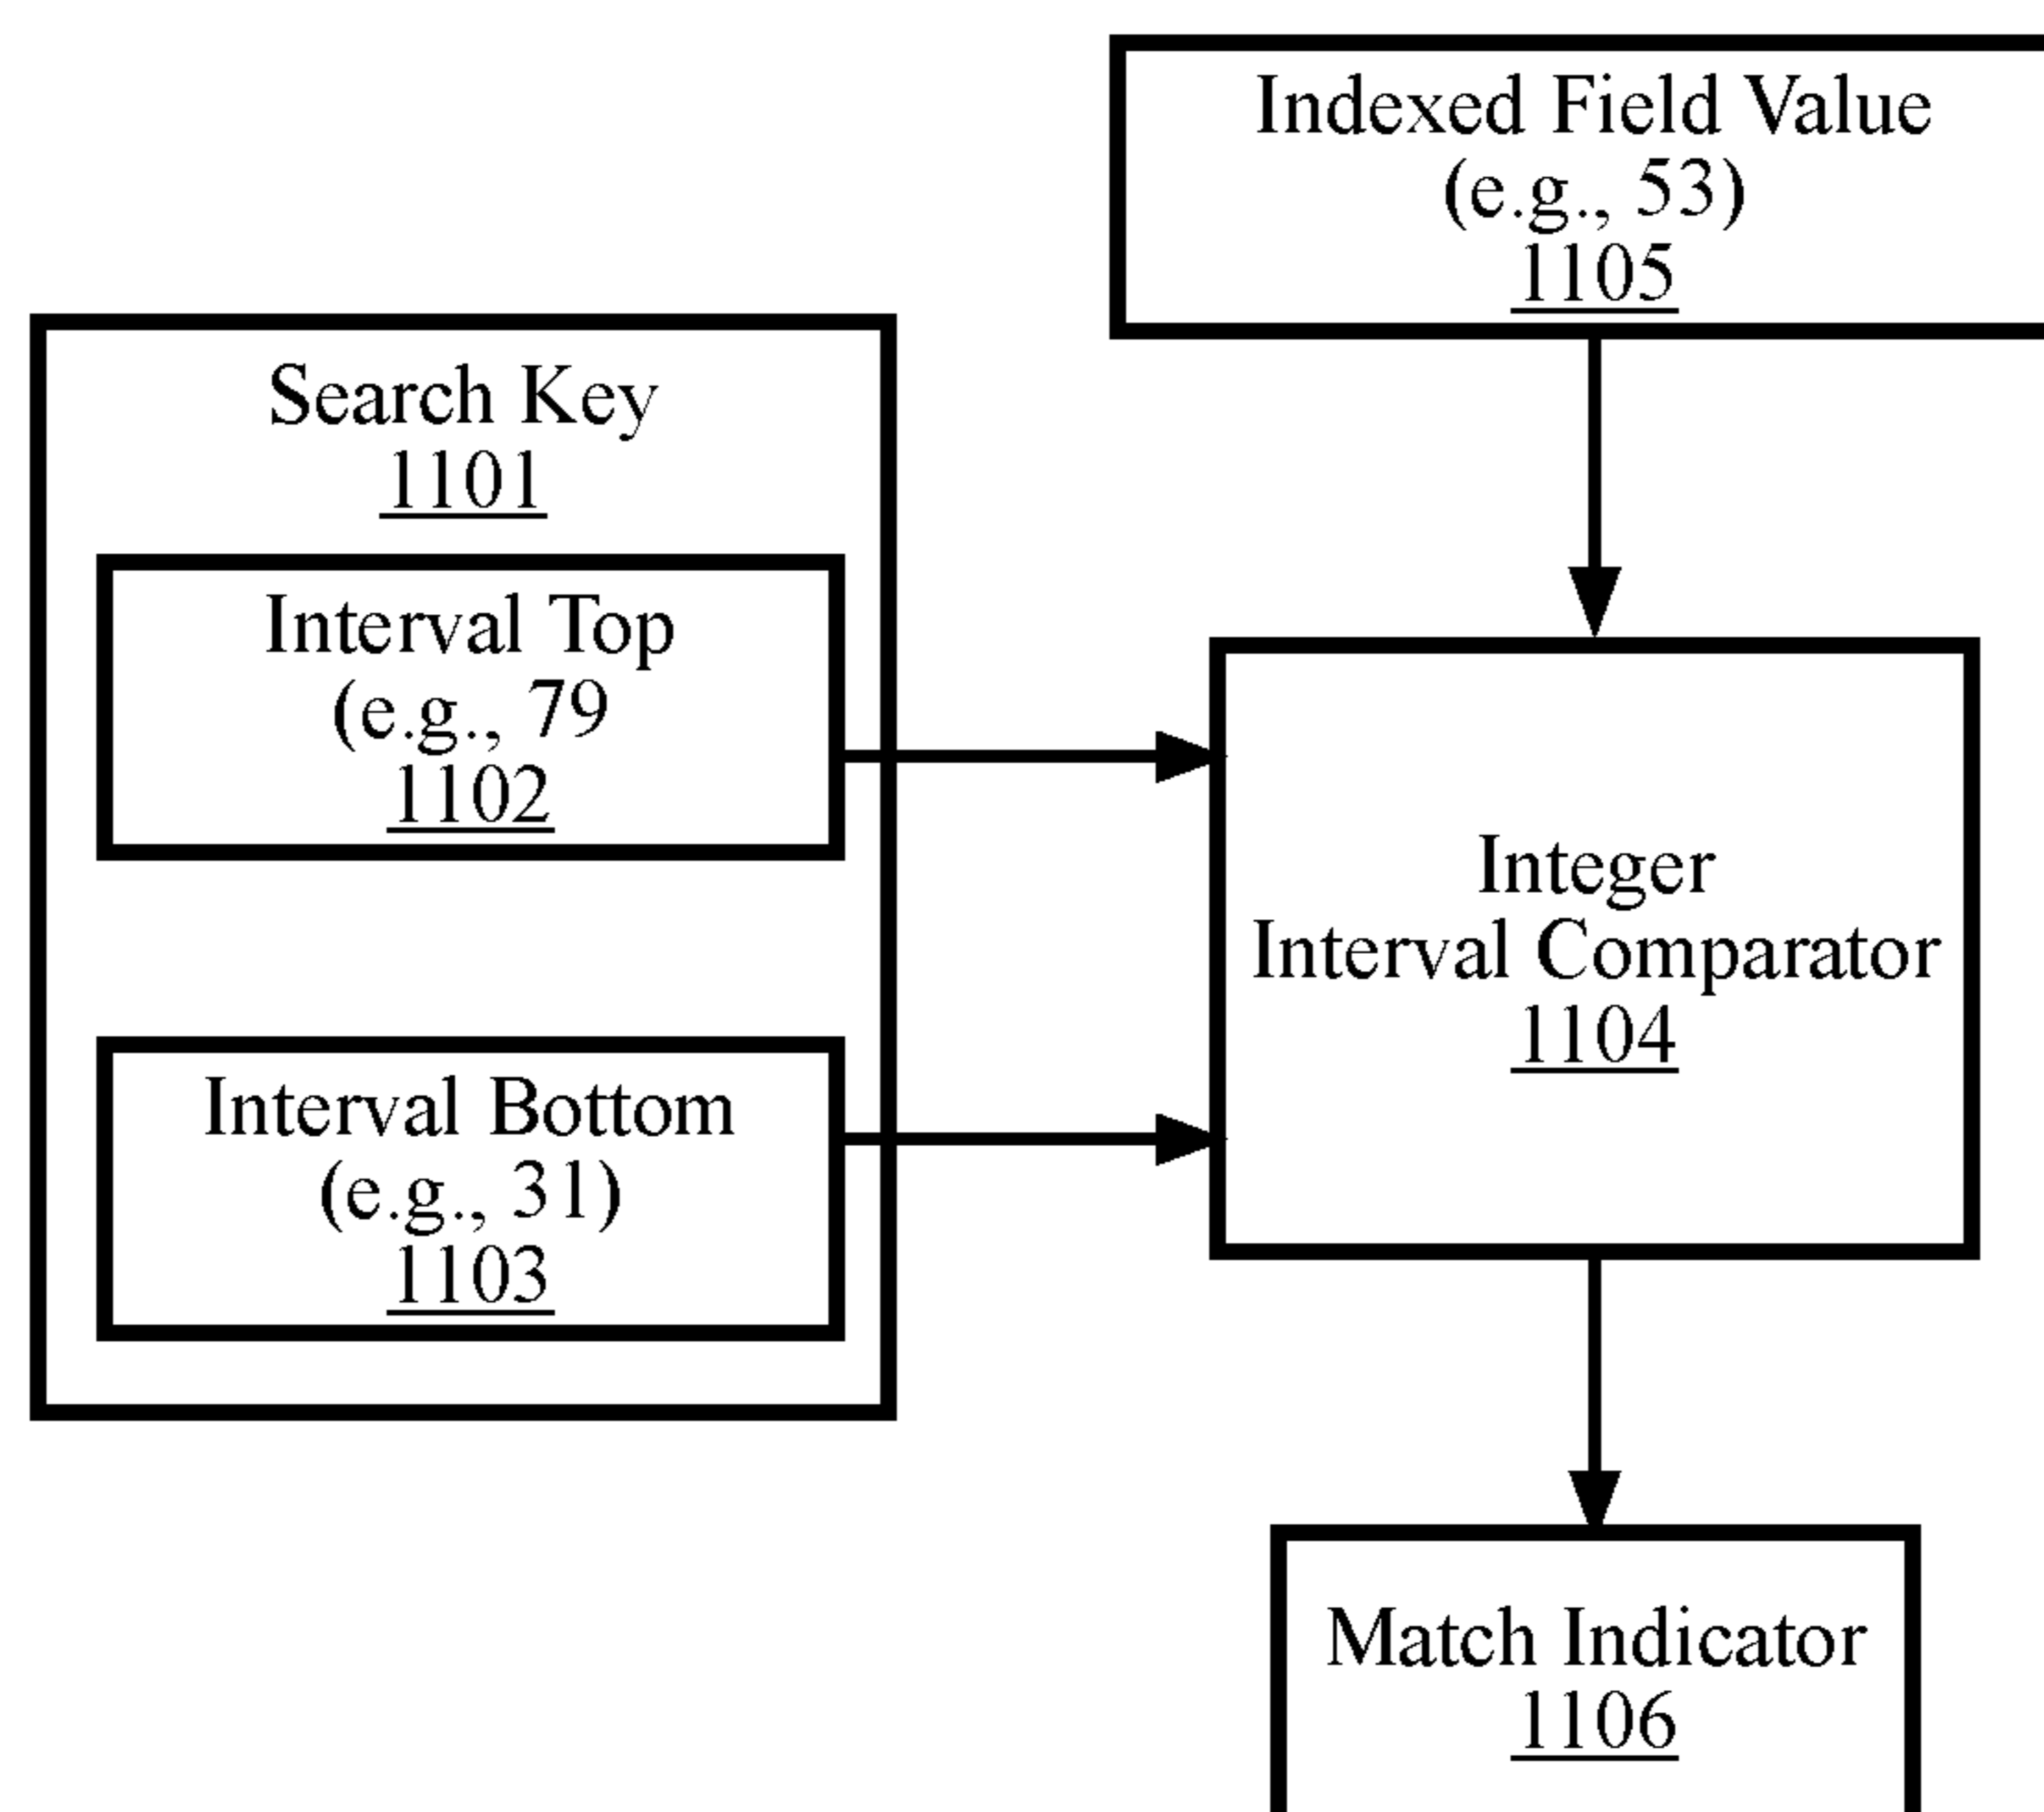 Indexed Field Value
(e.g., 53)
1105
Search Key
1101
Interval Top
(e.g., 79
1102
Interval Bottom
(e.g., 31)
1103
Integer
Interval Comparator
1104
Match Indicator
1106